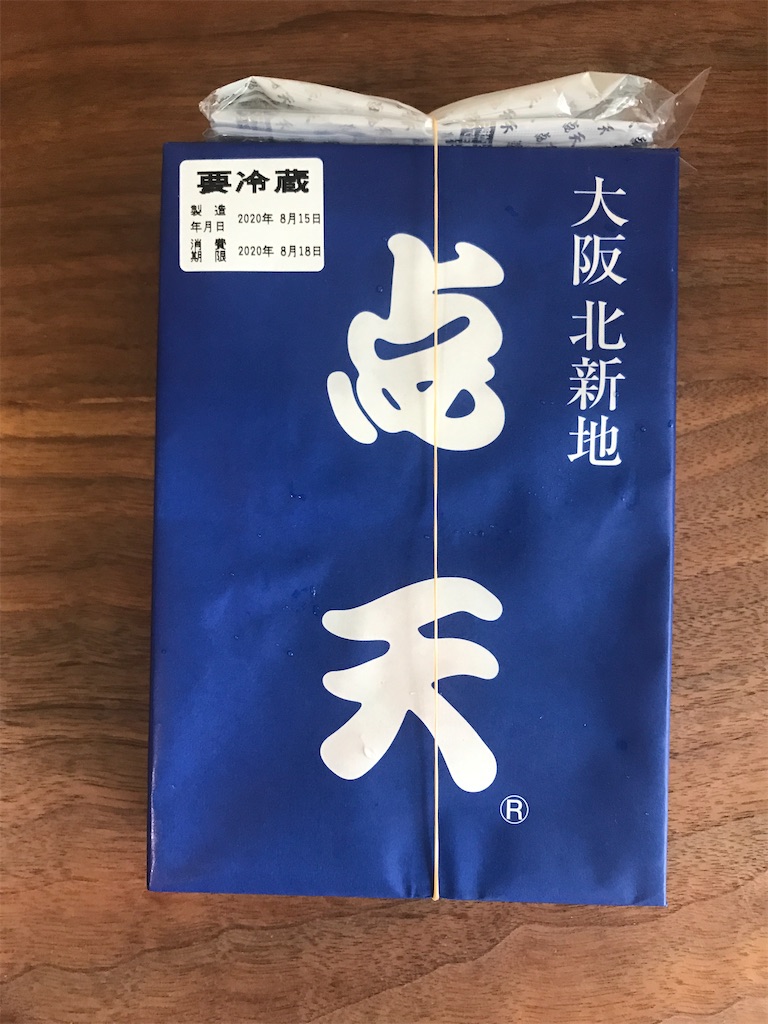 要冷蔵
製造
年月日 2020年 8月15日
消費
期限 2020年 8月18日
大阪 北新地
点天
®